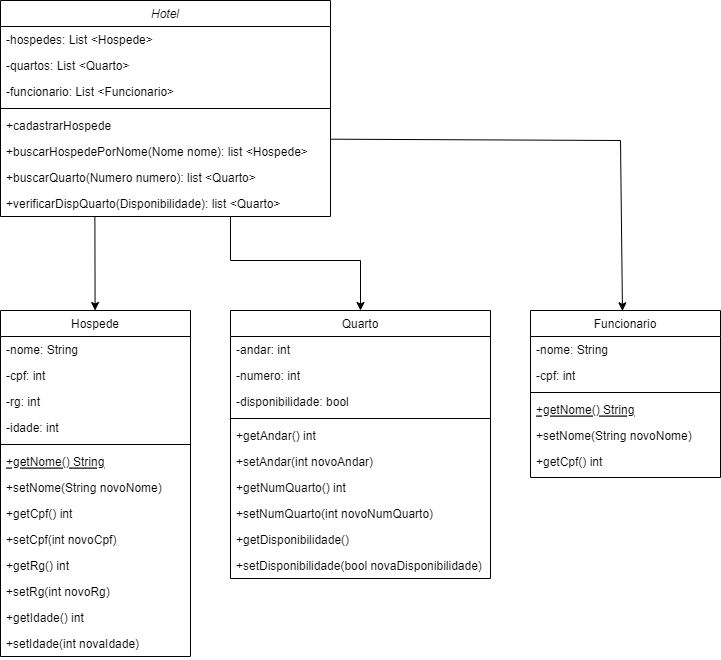 Hotel
-hospedes: List <Hospede>
-quartos: List <Quarto>
-funcionario: List <Funcionario>
+cadastrarHospede
+buscarHospedePorNome(Nome nome): list <Hospede>
+buscarQuarto(Numero numero): list <Quarto>
+verificarDispQuarto(Disponibilidade): list <Quarto>
Hospede
-nome: String
-cpf: int
-rg: int
-idade: int
+getNome() String
+setNome(String novoNome)
+getCpf() int
+setCpf(int novoCpf)
+getRg() int
+setRg(int novoRg)
+getIdade() int
+setIdade(int novaIdade)
Quarto
-andar: int
-numero: int
-disponibilidade: bool
+getAndar() int
+setAndar(int novoAndar)
+getNumQuarto() int
+setNumQuarto(int novoNumQuarto)
+getDisponibilidade()
+setDisponibilidade(bool novaDisponibilidade)
Funcionario
-nome: String
-cpf: int
+getNome() String
+setNome(String novoNome)
+getCpf() int